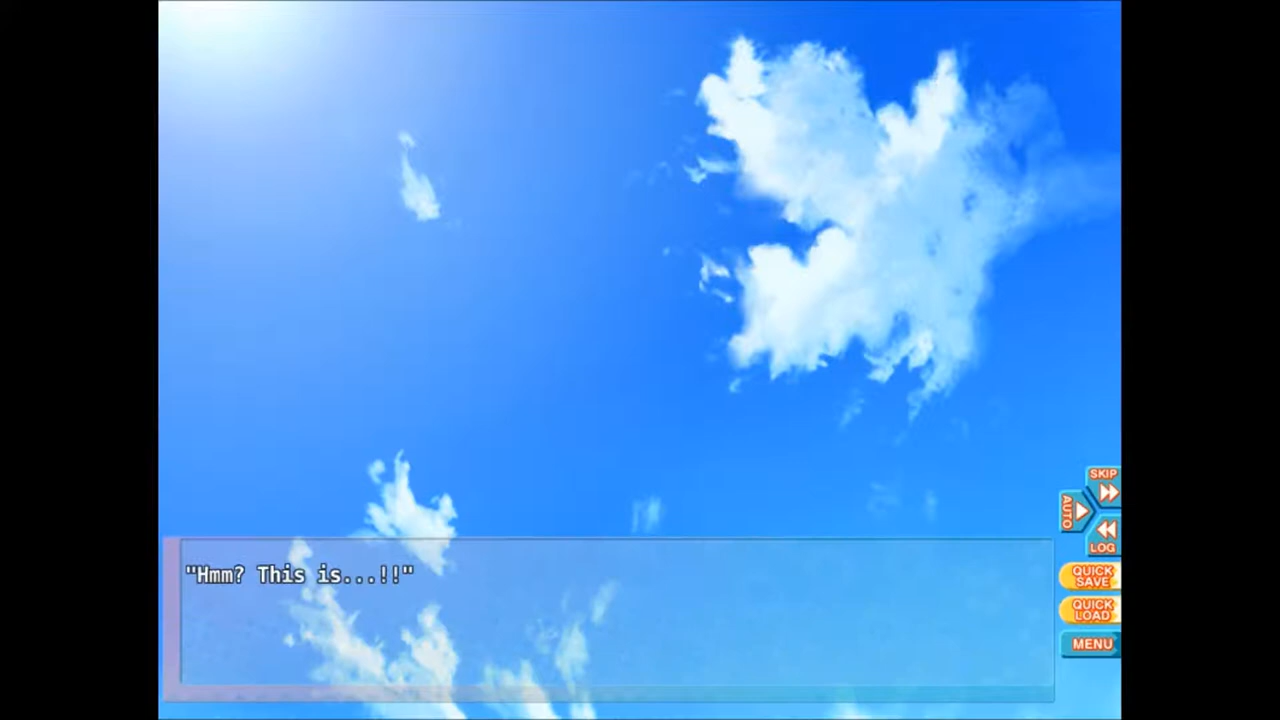 "Hmm? This is...!!"
SKIP
AUTO
LOG
QUICK
SAVE
QUICK
LOAD
MENU